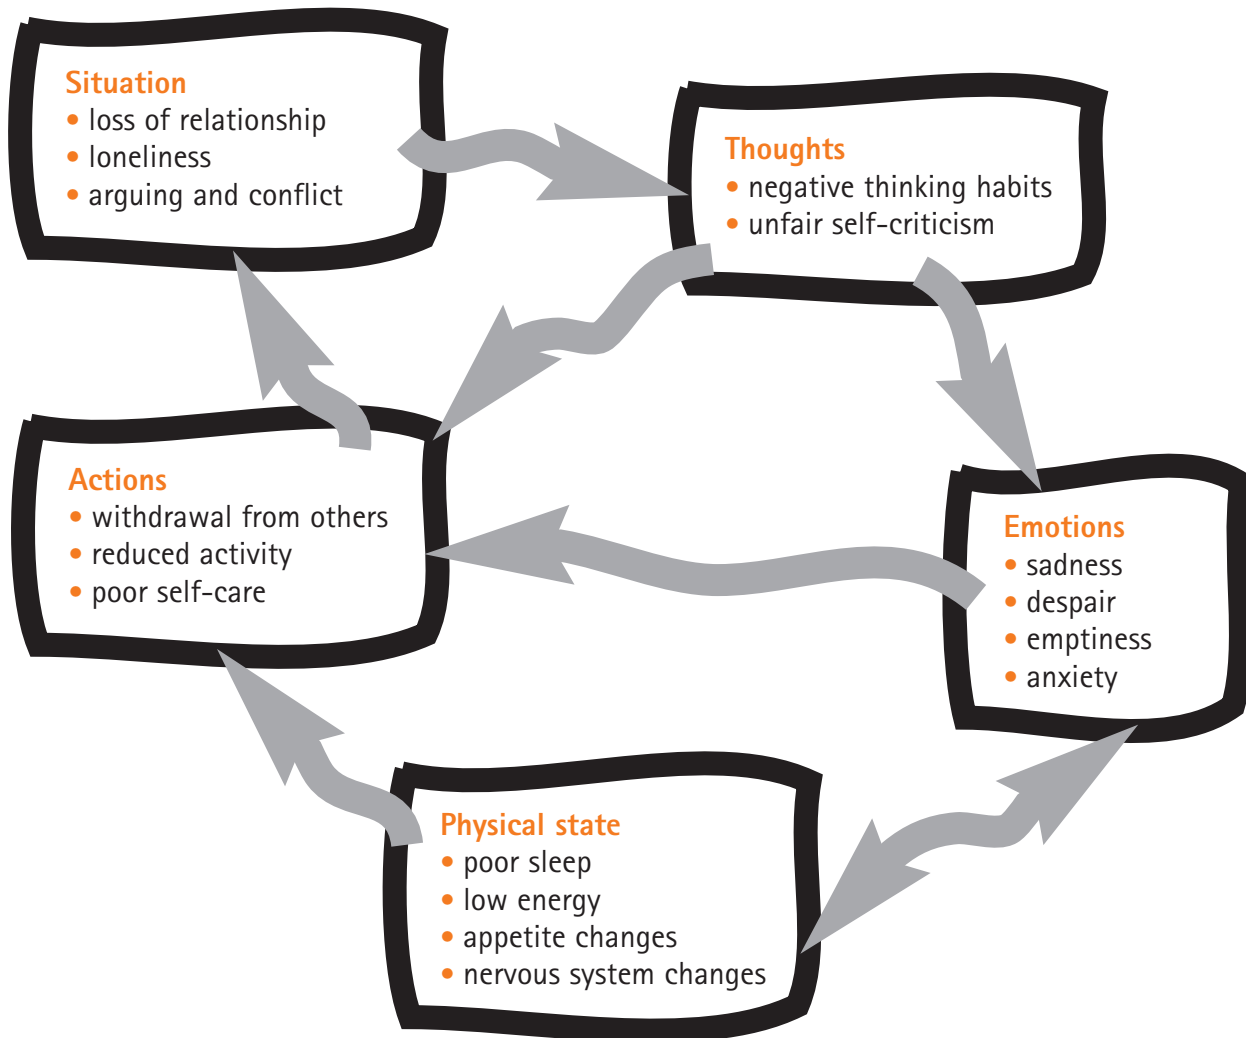 Situation
• loss of relationship
• loneliness
• arguing and conflict
Thoughts
• negative thinking habits
• unfair self-criticism
Actions
• withdrawal from others
• reduced activity
• poor self-care
Emotions
• sadness
• despair
• emptiness
• anxiety
Physical state
• poor sleep
• low energy
• appetite changes
• nervous system changes